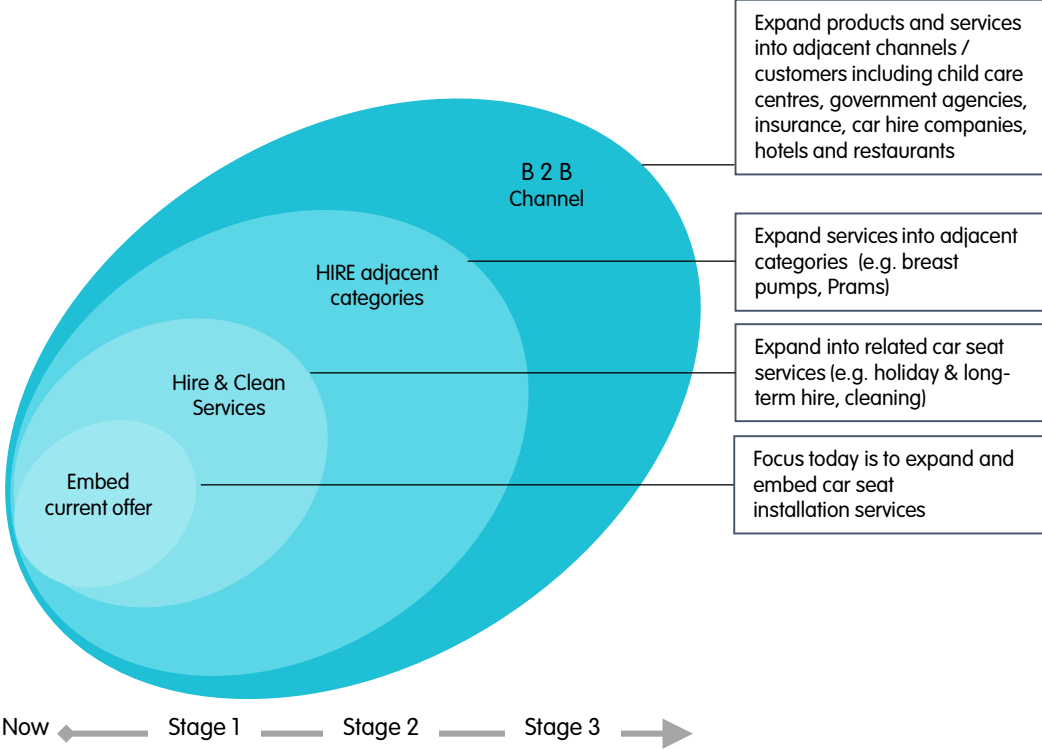 Expand products and services
into adjacent channels /
customers including child care
centres, government agencies,
insurance, car hire companies,
hotels and restaurants
B 2 B
Channel
Expand services into adjacent
categories (e.g. breast
pumps, Prams)
HIRE adjacent
categories
Expand into related car seat
services (e.g. holiday & long-
term hire, cleaning)
Hire & Clean
Services
Focus today is to expand and
embed car seat
installation services
Embed
current offer
Now Stage 1 Stage 2 Stage 3